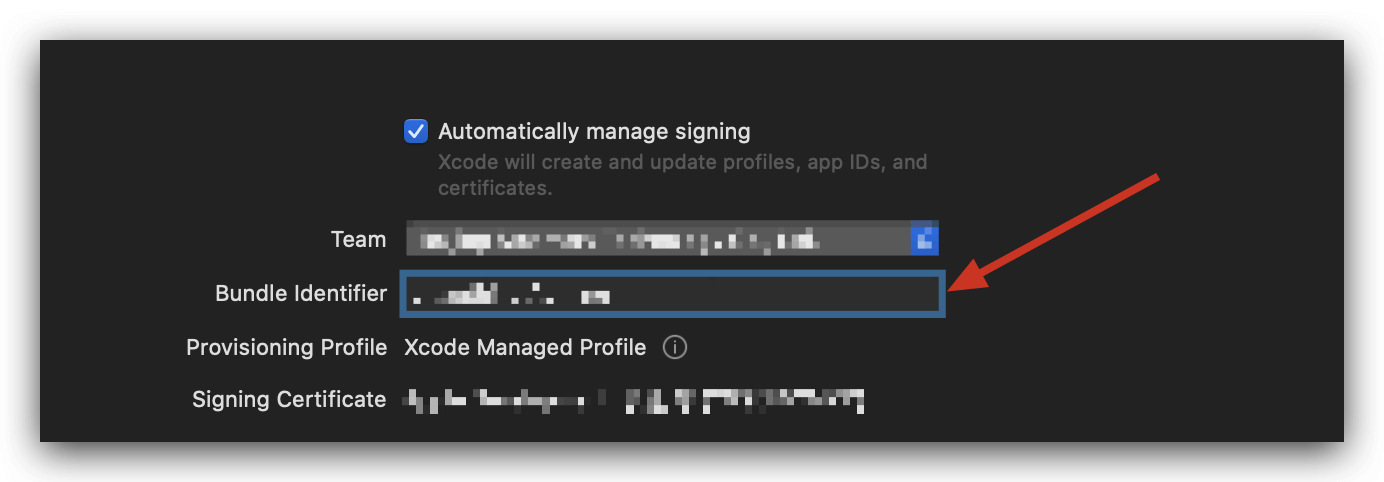 Automatically manage signing
Xcode will create and update profiles, app IDs, and
certificates.
Team
Bundle Identifier
Provisioning Profile Xcode Managed Profile
Signing Certificate